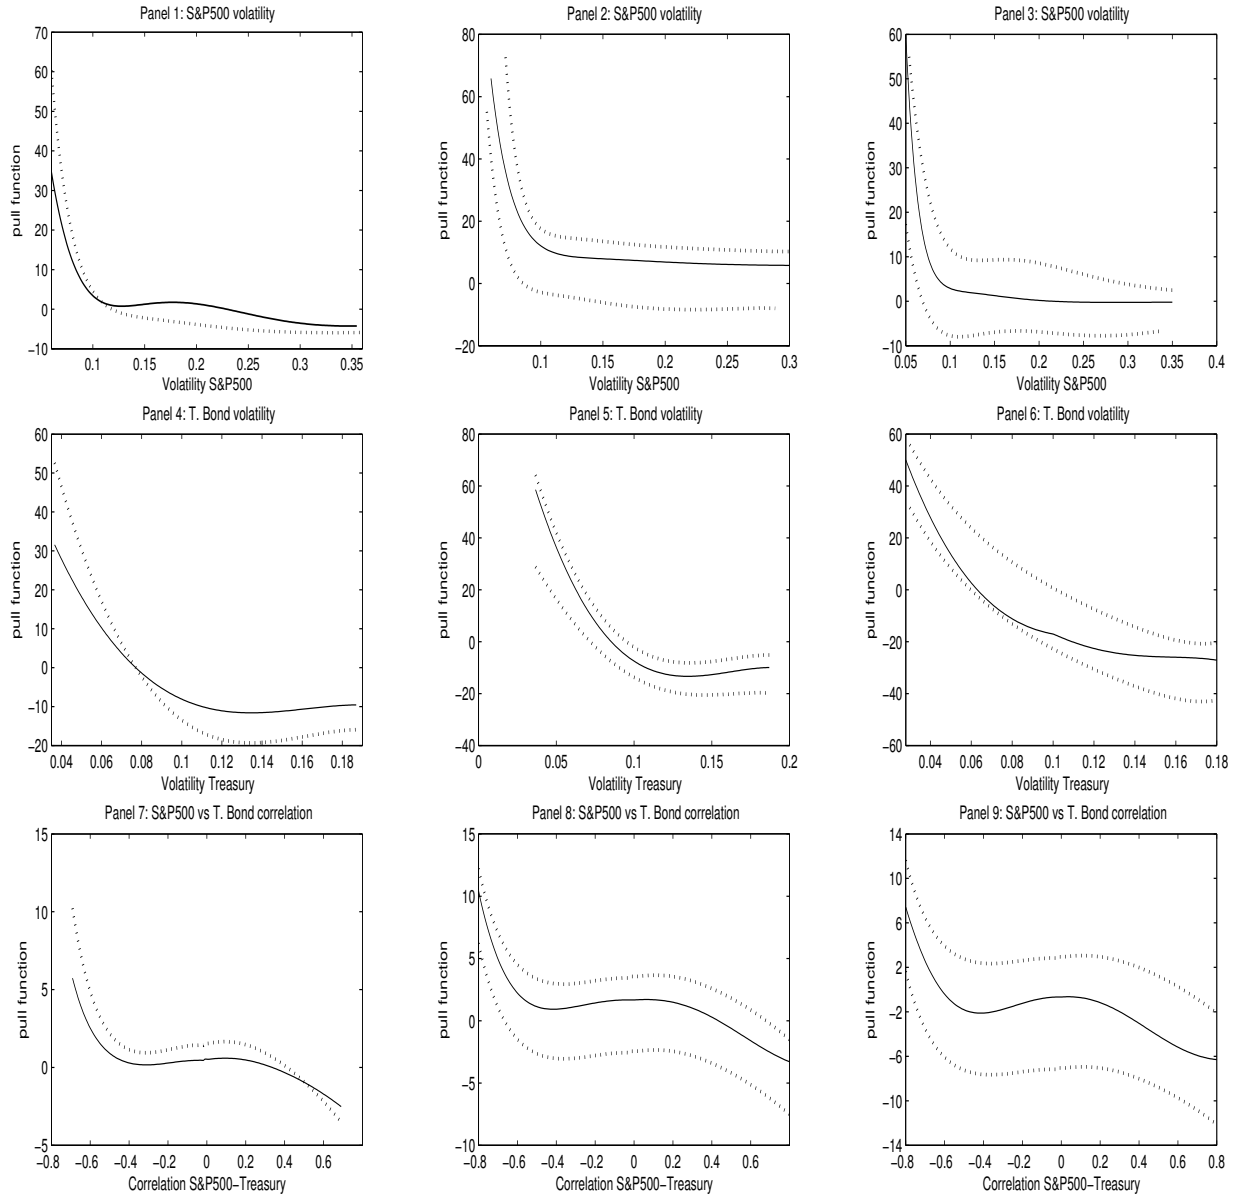 Panel 1: S&P500 volatility
Panel 2: S&P500 volatility
Panel 3: S&P500 volatility
pull function
70
60
50
40
30
20
10
0
−10
0.1 0.15 0.2 0.25 0.3 0.35
Volatility S&P500
pull function
80
60
40
20
0
−20
0.1 0.15 0.2 0.25 0.3
Volatility S&P500
pull function
60
50
40
30
20
10
0
−10
0.05 0.1 0.15 0.2 0.25 0.3 0.35 0.4
Volatility S&P500
Panel 4: T. Bond volatility
Panel 5: T. Bond volatility
Panel 6: T. Bond volatility
pull function
60
50
40
30
20
10
0
−10
−20
0.04 0.06 0.08 0.1 0.12 0.14 0.16 0.18
Volatility Treasury
pull function
80
60
40
20
0
−20
−40
0 0.05 0.1 0.15 0.2
Volatility Treasury
pull function
60
40
20
0
−20
−40
−60
0.04 0.06 0.08 0.10 0.12 0.14 0.16 0.18
Volatility Treasury
Panel 7: S&P500 vs T. Bond correlation
Panel 8: S&P500 vs T. Bond correlation
Panel 9: S&P500 vs T. Bond correlation
pull function
15
10
5
0
−5
−0.8 −0.6 −0.4 −0.2 0 0.2 0.4 0.6
Correlation S&P500−Treasury
pull function
15
10
5
0
−5
−10
−0.8 −0.6 −0.4 −0.2 0 0.2 0.4 0.6
Correlation S&P500−Treasury
pull function
14
10
6
2
−2
−6
−10
−14
−0.8 −0.6 −0.4 −0.2 0 0.2 0.4 0.6 0.8
Correlation S&P500−Treasury